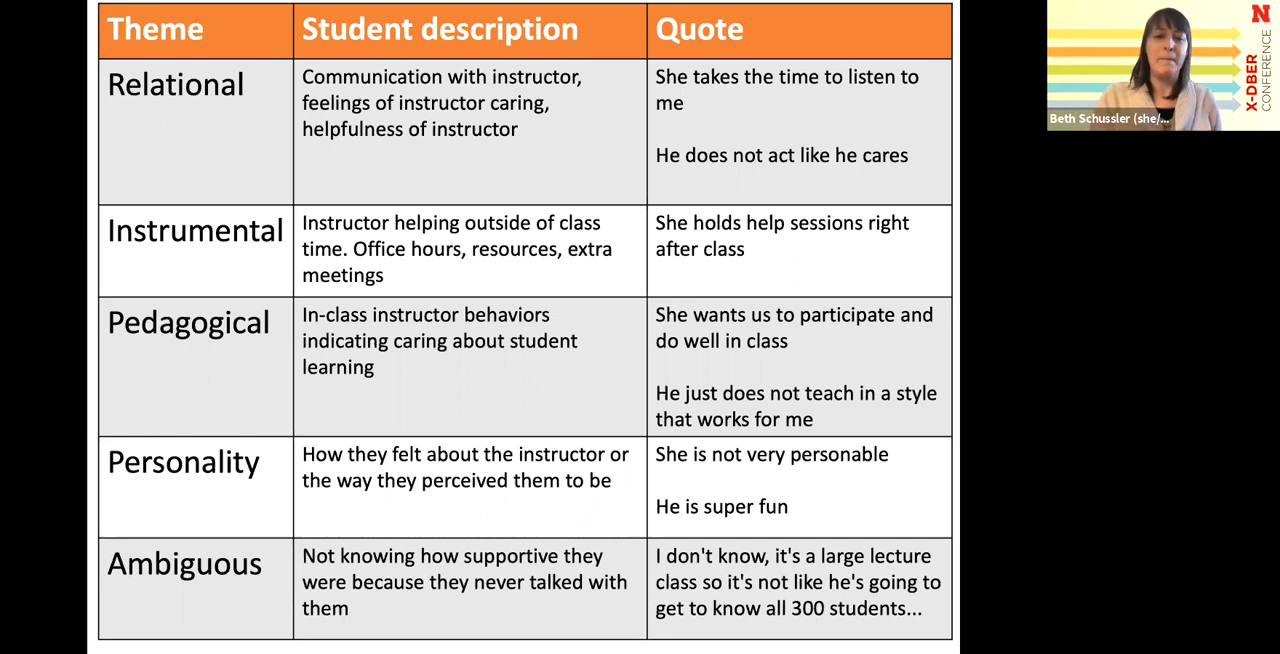 Theme
Student description
Quote
Relational
Communication with instructor,
feelings of instructor caring,
helpfulness of instructor
She takes the time to listen to
me
He does not act like he cares
Instrumental
Instructor helping outside of class
time. Office hours, resources, extra
meetings
She holds help sessions right
after class
Pedagogical
In-class instructor behaviors
indicating caring about student
learning
She wants us to participate and
do well in class
He just does not teach in a style
that works for me
Personality
How they felt about the instructor or
the way they perceived them to be
She is not very personable
He is super fun
Ambiguous
Not knowing how supportive they
were because they never talked with
them
I don't know, it's a large lecture
class so it's not like he's going to
get to know all 300 students...
N
X-DBER
CONFERENCE
Beth Schussler (she/...